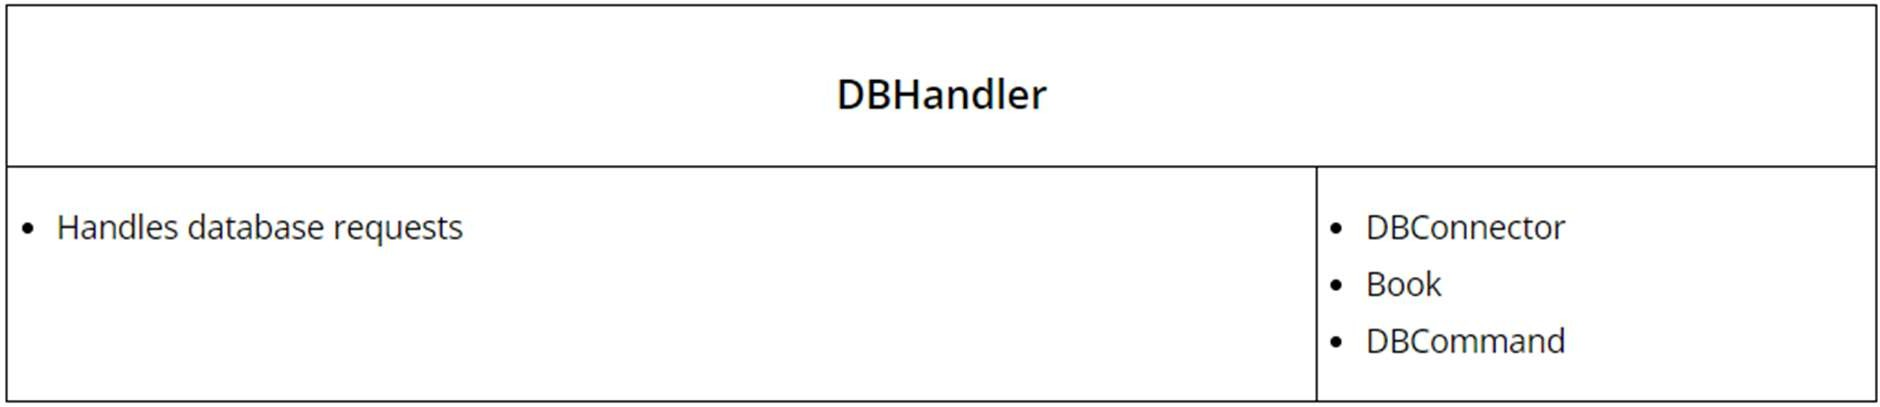 DBHandler
Handles database requests
DBConnector
Book
DBCommand